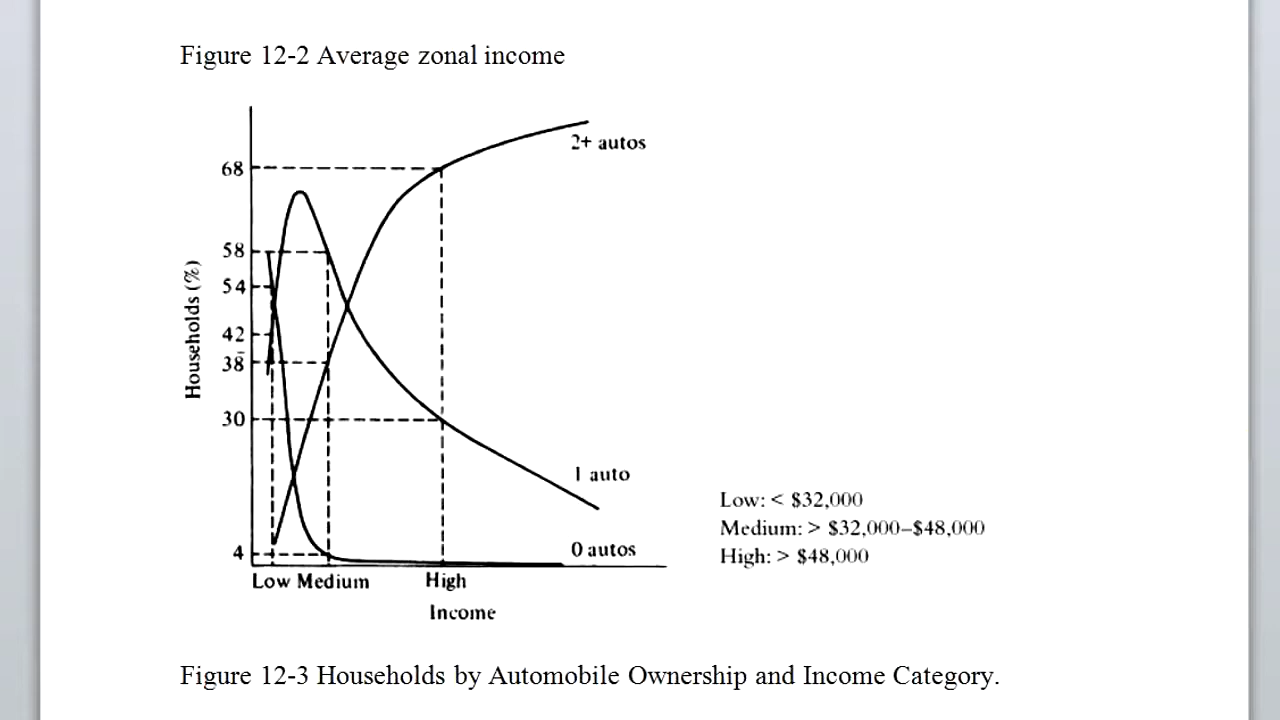 Figure 12-2 Average zonal income
2+ autos
68
58
54
42
38
30
4
Households (%)
1 auto
0 autos
Low Medium High
Income
Low: < $32,000
Medium: > $32,000–$48,000
High: > $48,000
Figure 12-3 Households by Automobile Ownership and Income Category.